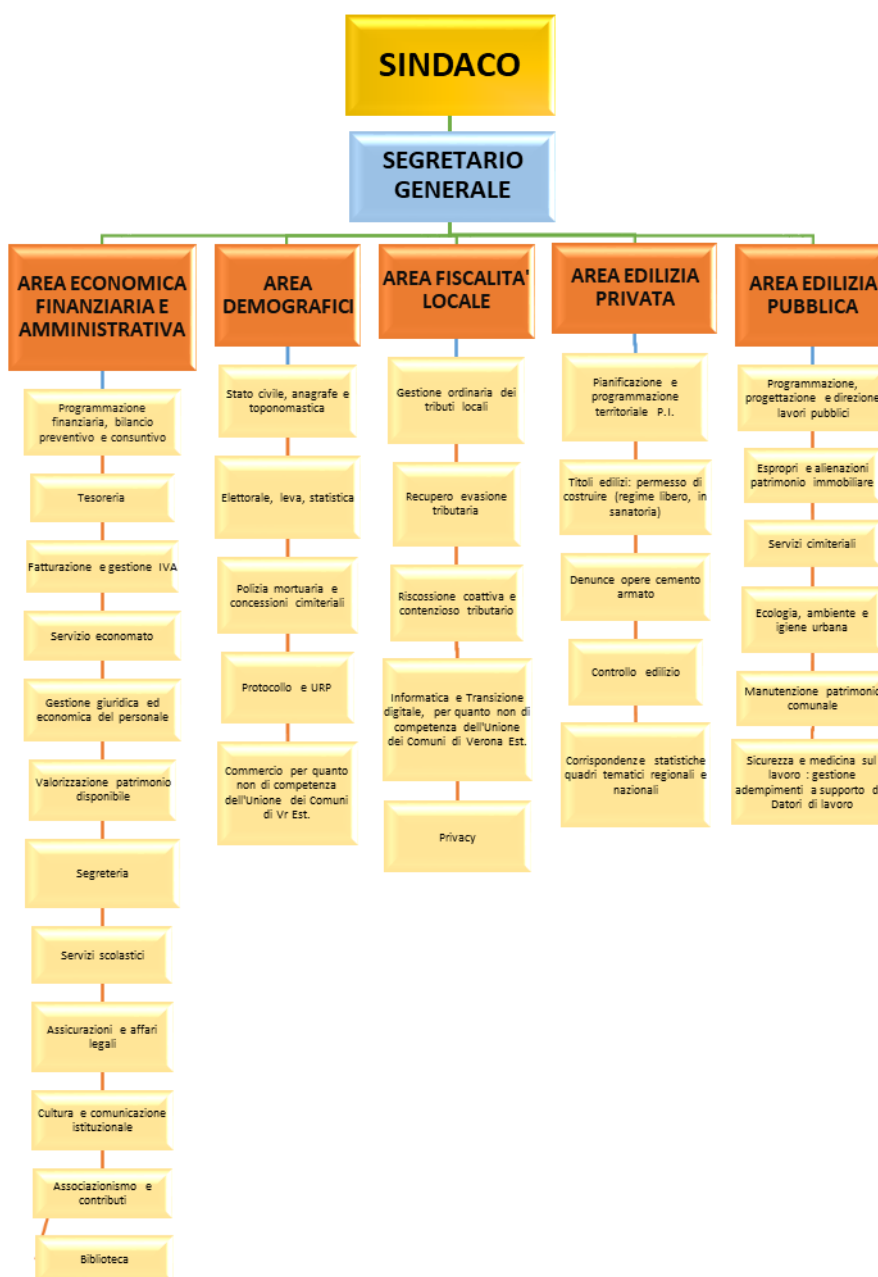 SINDACO
SEGRETARIO
GENERALE
AREA ECONOMICA
FINANZIARIA E
AMMINISTRATIVA
Programmazione
finanziaria, bilancio
preventivo e consuntivo
Tesoreria
Fatturazione e gestione IVA
Servizio economato
Gestione giuridica ed
economica del personale
Valorizzazione patrimonio
disponibile
Segreteria
Servizi scolastici
Assicurazioni e affari
legali
Cultura e comunicazione
istituzionale
Associazionismo e
contributi
Biblioteca
AREA
DEMOGRAFICI
Stato civile, anagrafe e
toponomastica
Elettorale, leva, statistica
Polizia mortuaria e
concessioni cimiteriali
Protocollo e URP
Commercio per quanto
non di competenza
dell'Unione dei Comuni
di Vr Est.
AREA FISCALITA'
LOCALE
Gestione ordinaria dei
tributi locali
Recupero evasione
tributaria
Riscossione coattiva e
contenzioso tributario
Informatica e Transizione
digitale, per quanto non di
competenza dell'Unione
dei Comuni di Verona Est.
Privacy
AREA EDILIZIA
PRIVATA
Pianificazione e
programmazione
territoriale P.I.
Titoli edilizi: permesso di
costruire (regime libero, in
sanatoria)
Denunce opere cemento
armato
Controllo edilizio
Corrispondenze statistiche
quadri tematici regionali e
nazionali
AREA EDILIZIA
PUBBLICA
Programmazione,
progettazione e direzione
lavori pubblici
Espropri e alienazioni
patrimonio immobiliare
Servizi cimiteriali
Ecologia, ambiente e
igiene urbana
Manutenzione patrimonio
comunale
Sicurezza e medicina sul
lavoro : gestione
adempimenti a supporto
Datori di lavoro